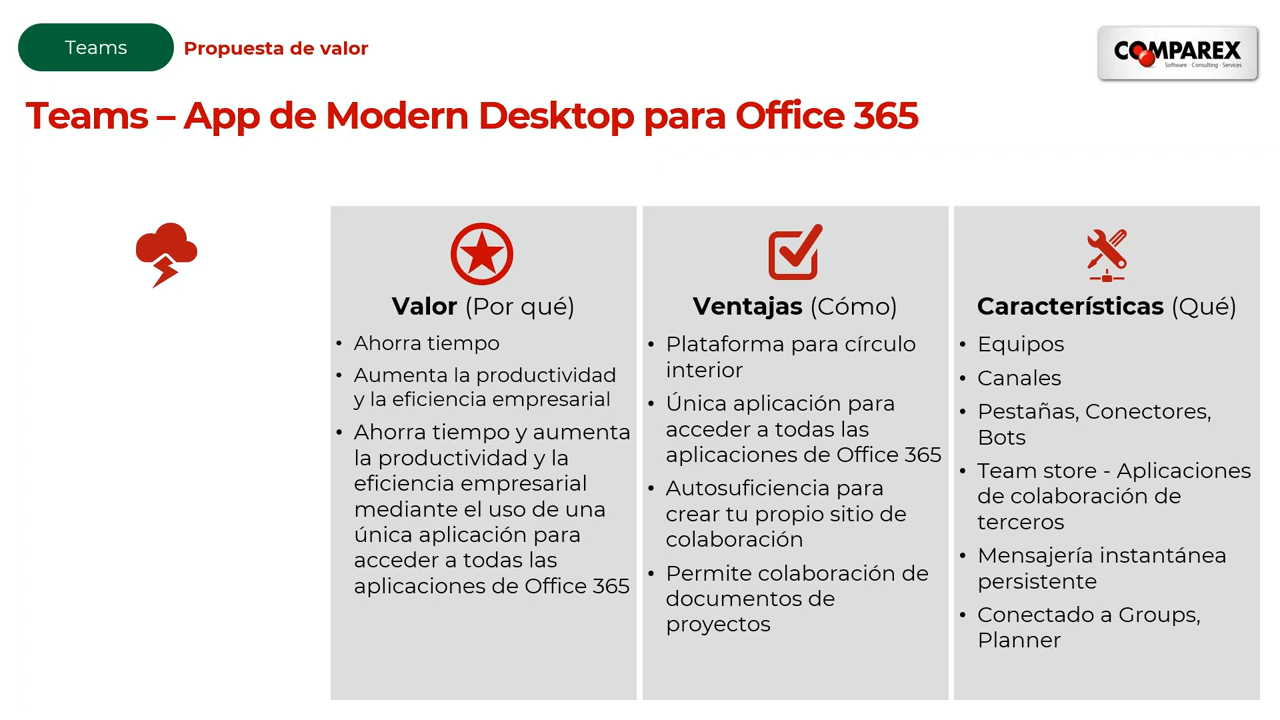 Teams
Propuesta de valor
COMPAREX
Software · Consulting · Services
Teams – App de Modern Desktop para Office 365
Valor (Por qué)
• Ahorra tiempo
• Aumenta la productividad
y la eficiencia empresarial
• Ahorra tiempo y aumenta
la productividad y la
eficiencia empresarial
mediante el uso de una
única aplicación para
acceder a todas las
aplicaciones de Office 365
Ventajas (Cómo)
• Plataforma para círculo
interior
• Única aplicación para
acceder a todas las
aplicaciones de Office 365
• Autosuficiencia para
crear tu propio sitio de
colaboración
• Permite colaboración de
documentos de
proyectos
Características (Qué)
• Equipos
• Canales
• Pestañas, Conectores,
Bots
• Team store - Aplicaciones
de colaboración de
terceros
• Mensajería instantánea
persistente
• Conectado a Groups,
Planner